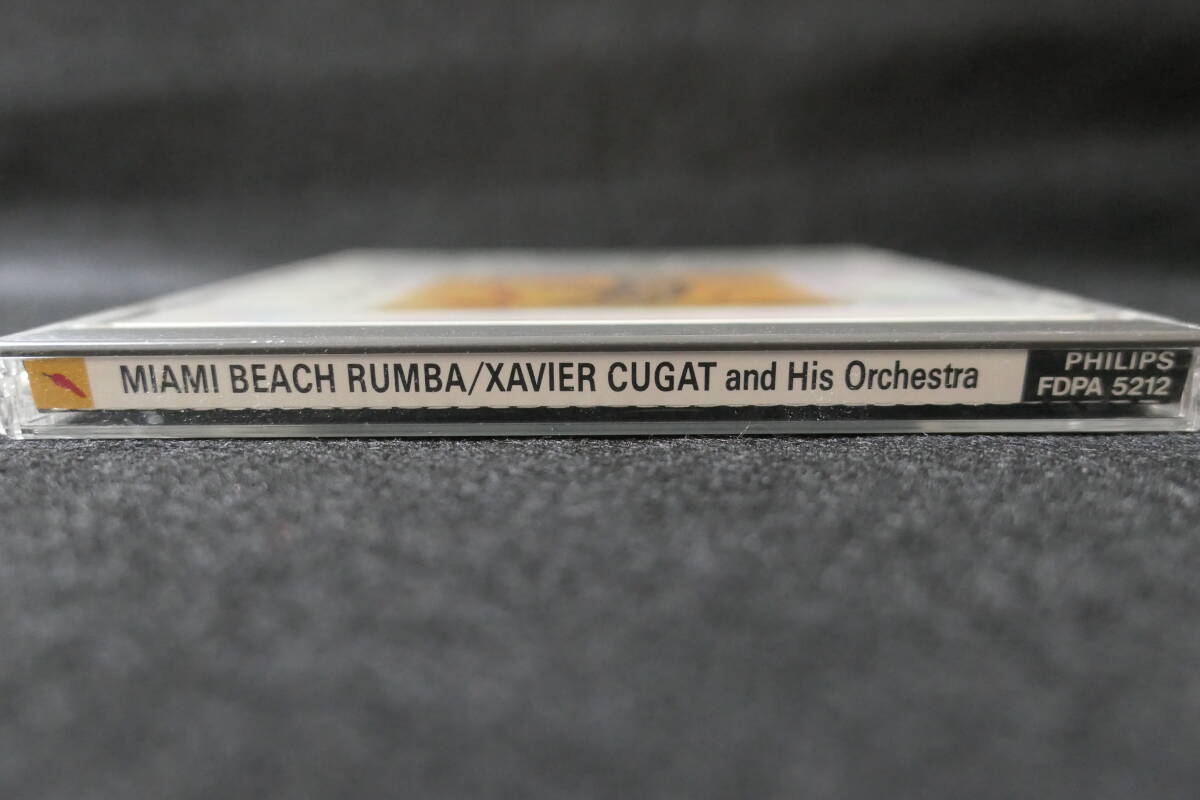 MIAMI BEACH RUMBA/XAVIER CUGAT and His Orchestra
PHILIPS
FDPA 5212